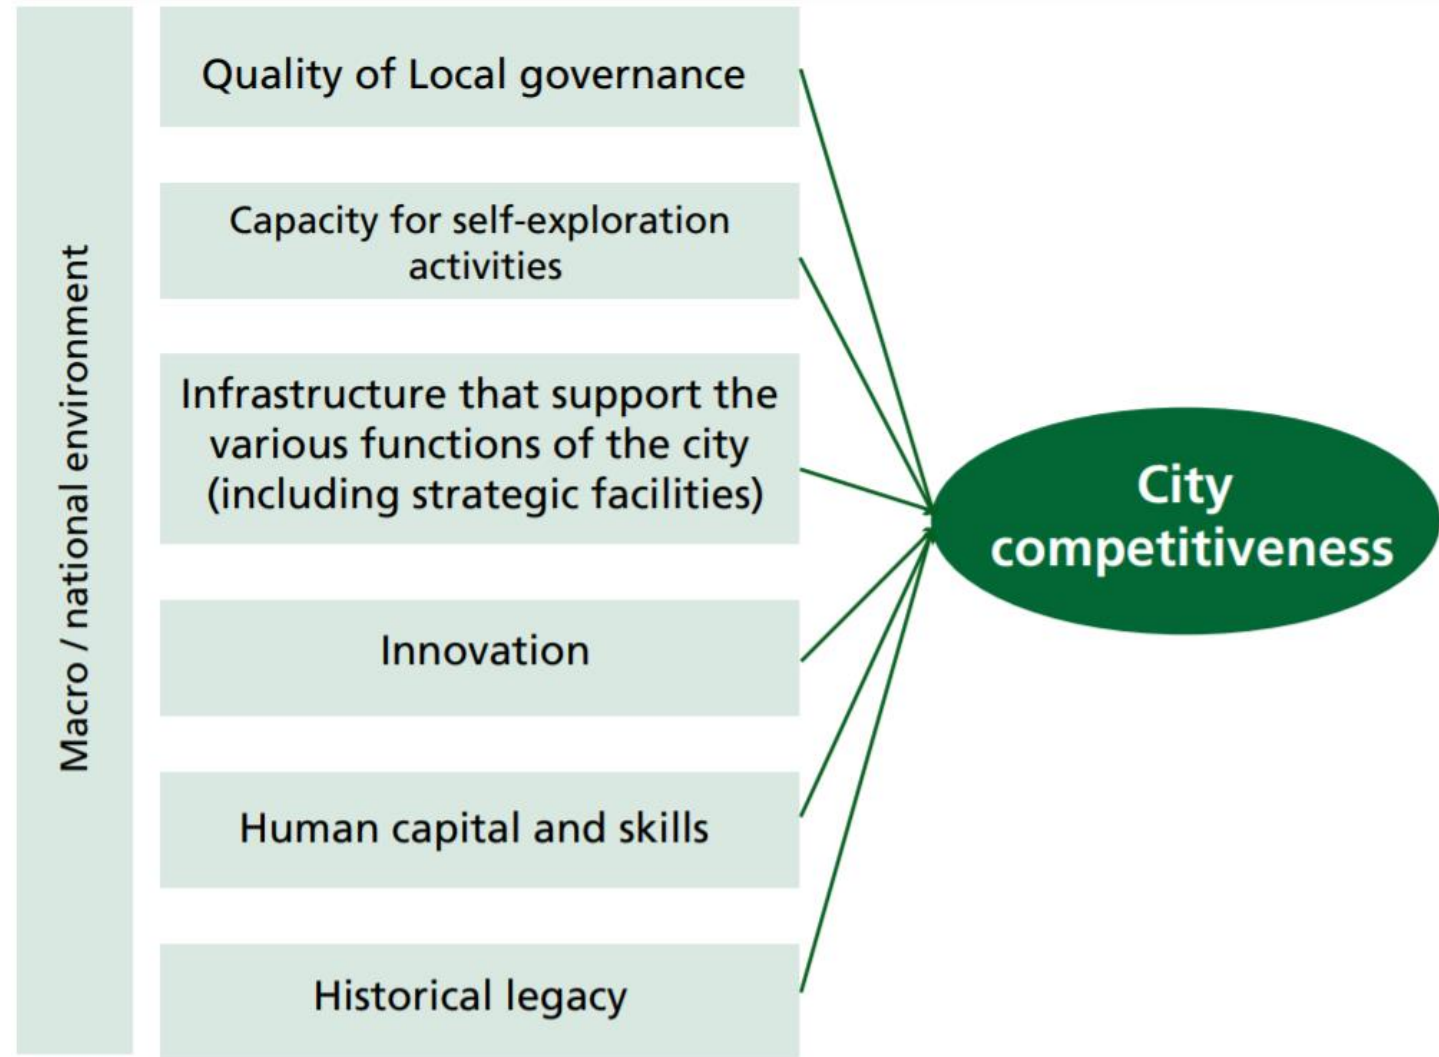 Macro / national environment
Quality of Local governance
Capacity for self-exploration
activities
Infrastructure that support the
various functions of the city
(including strategic facilities)
Innovation
Human capital and skills
Historical legacy
City
competitiveness